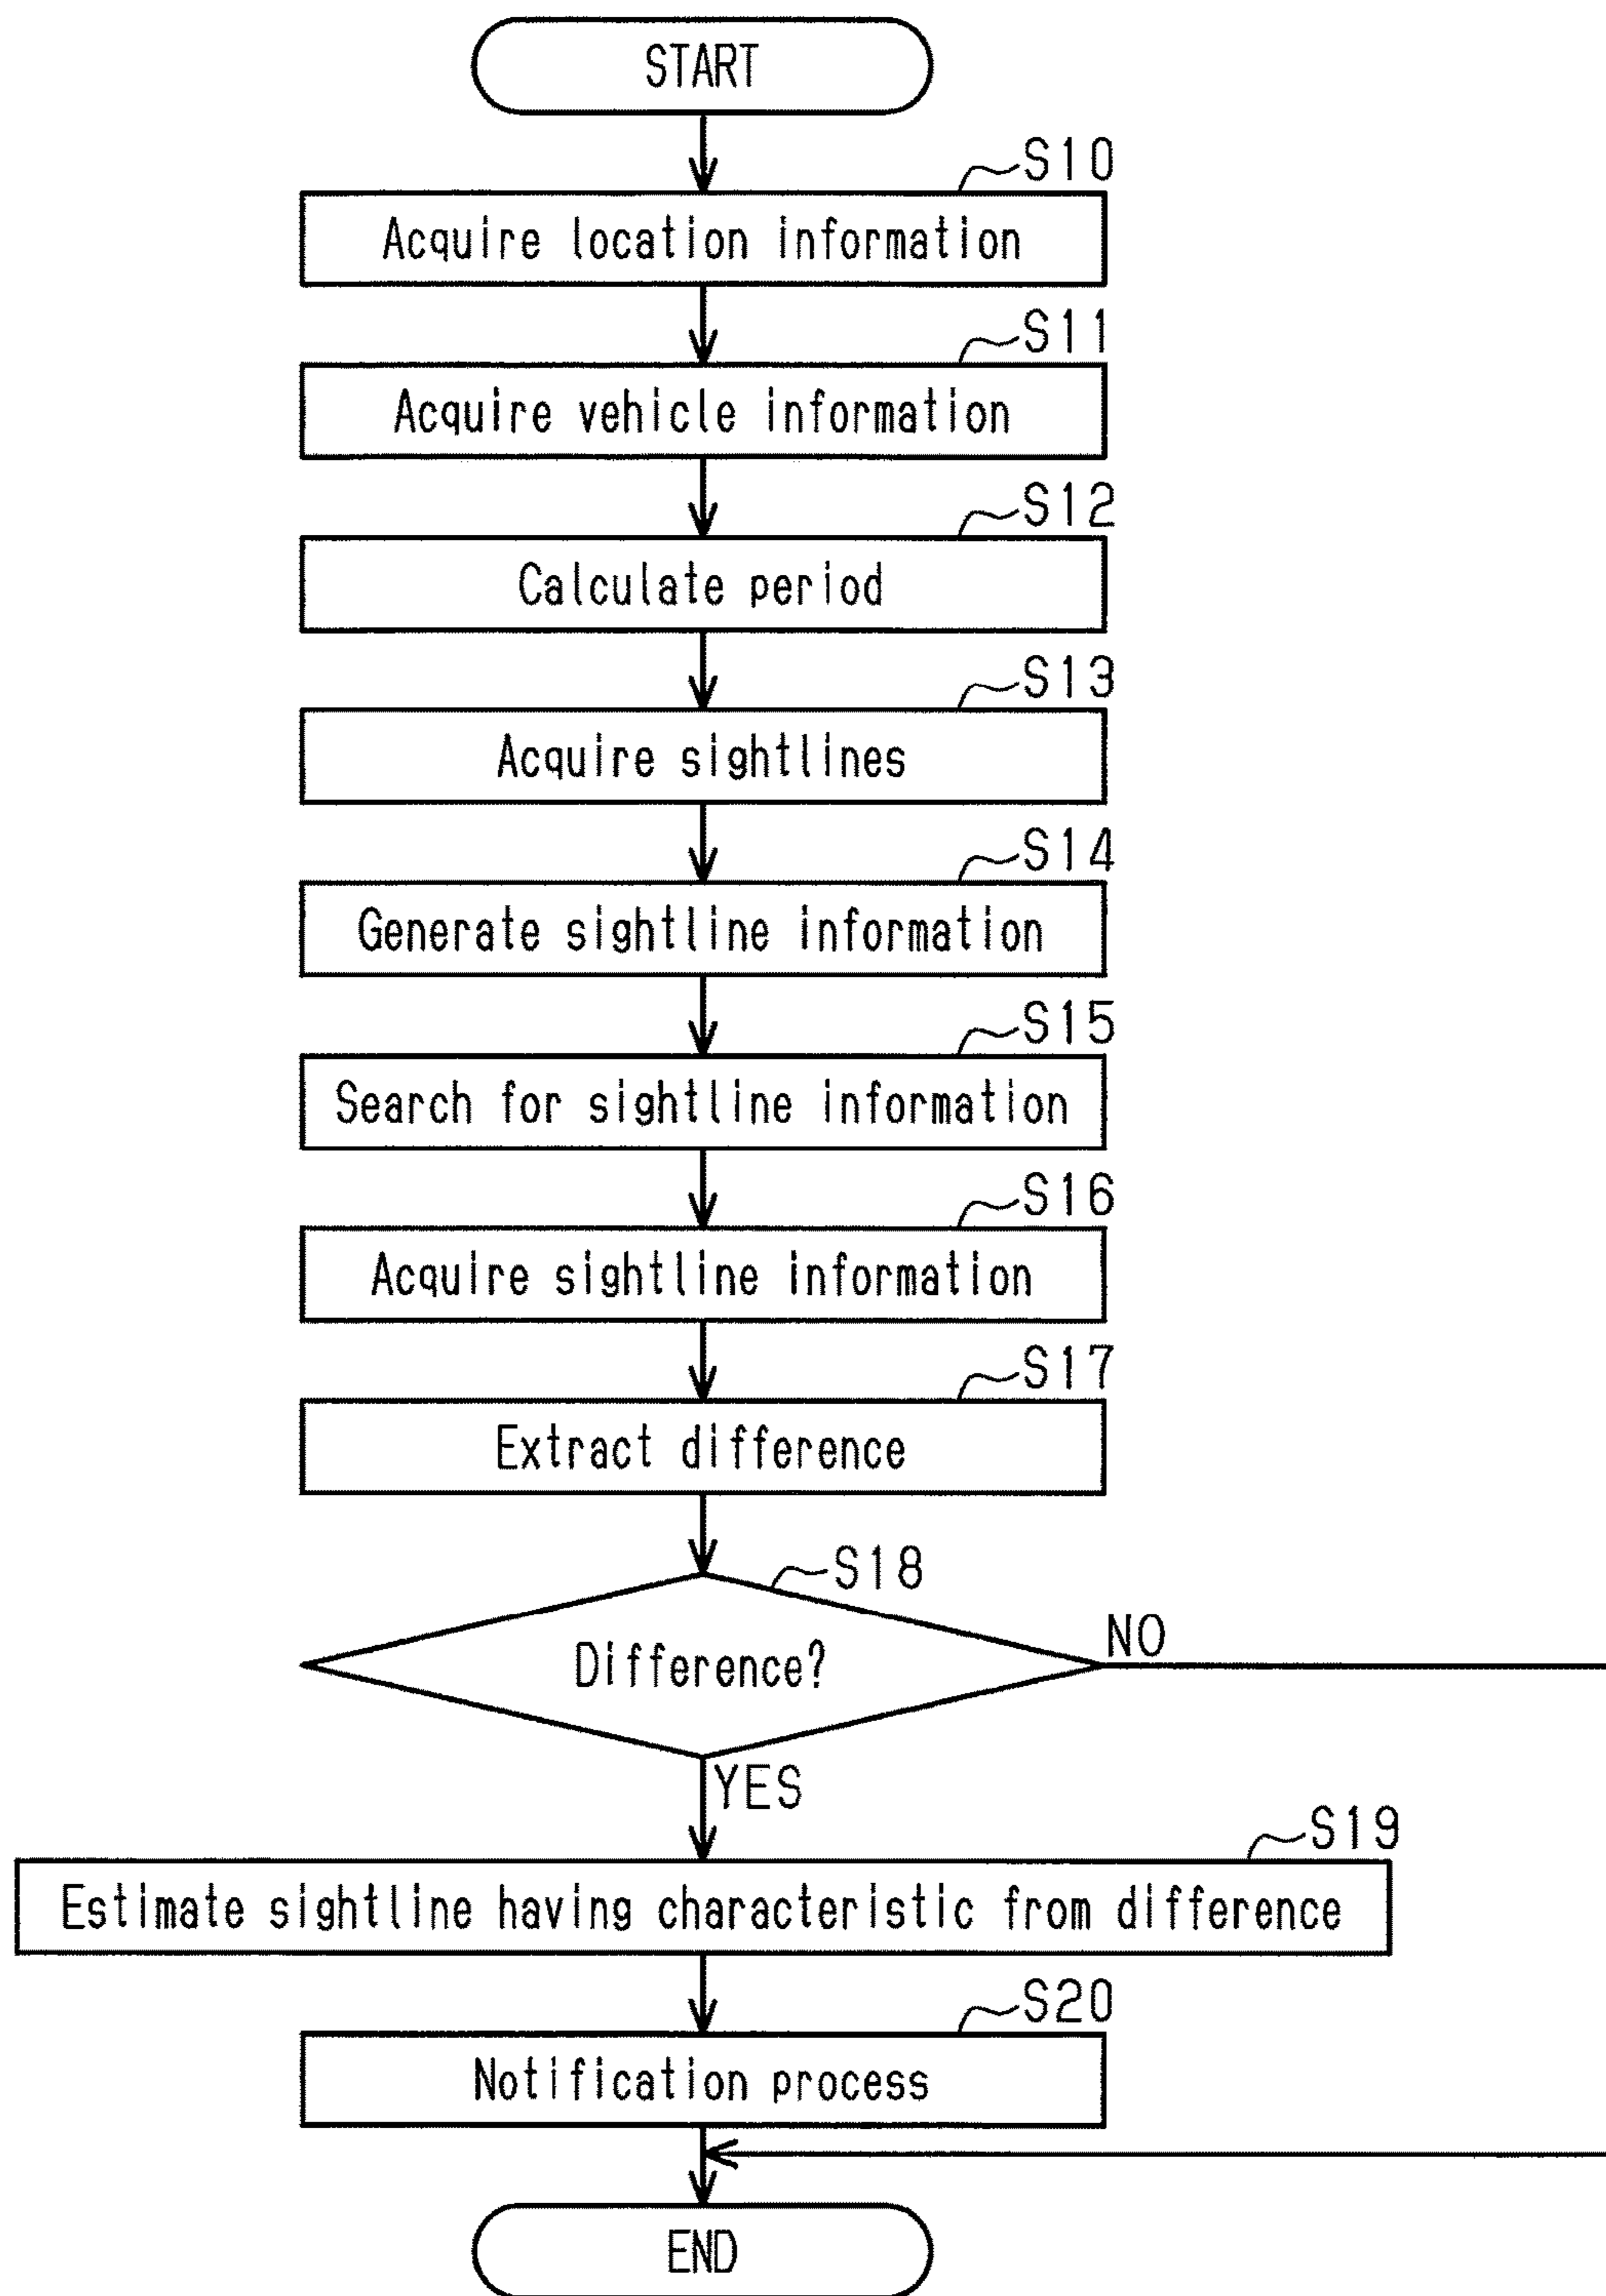 START
S10
Acquire location information
S11
Acquire vehicle information
S12
Calculate period
S13
Acquire sightlines
S14
Generate sightline information
S15
Search for sightline information
S16
Acquire sightline information
S17
Extract difference
S18
Difference?
NO
YES
S19
Estimate sightline having characteristic from difference
S20
Notification process
END